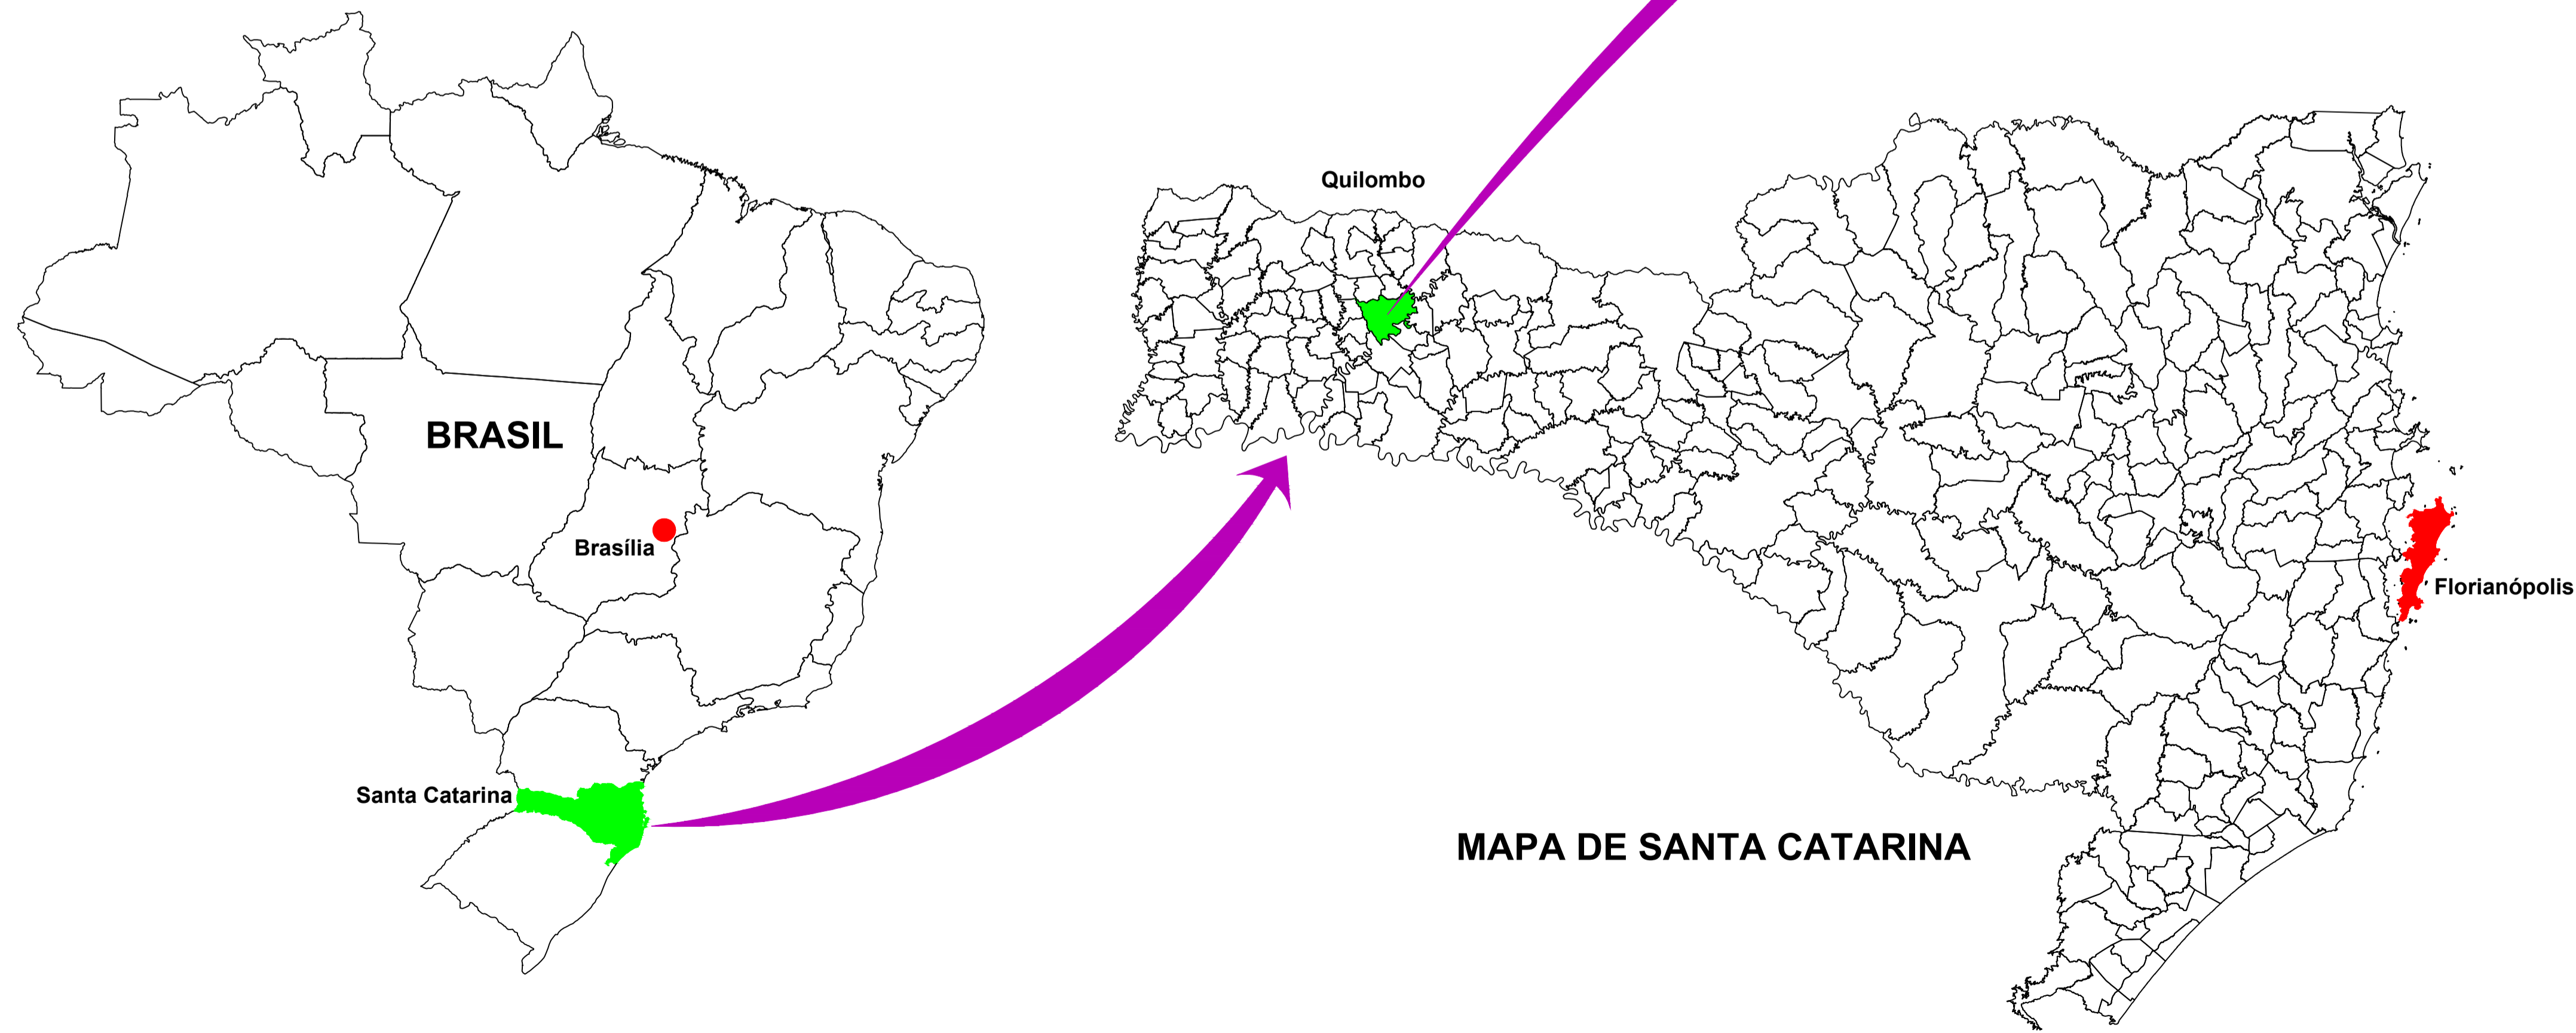 Quilombo
BRASIL
Brasília
Florianópolis
Santa Catarina
MAPA DE SANTA CATARINA